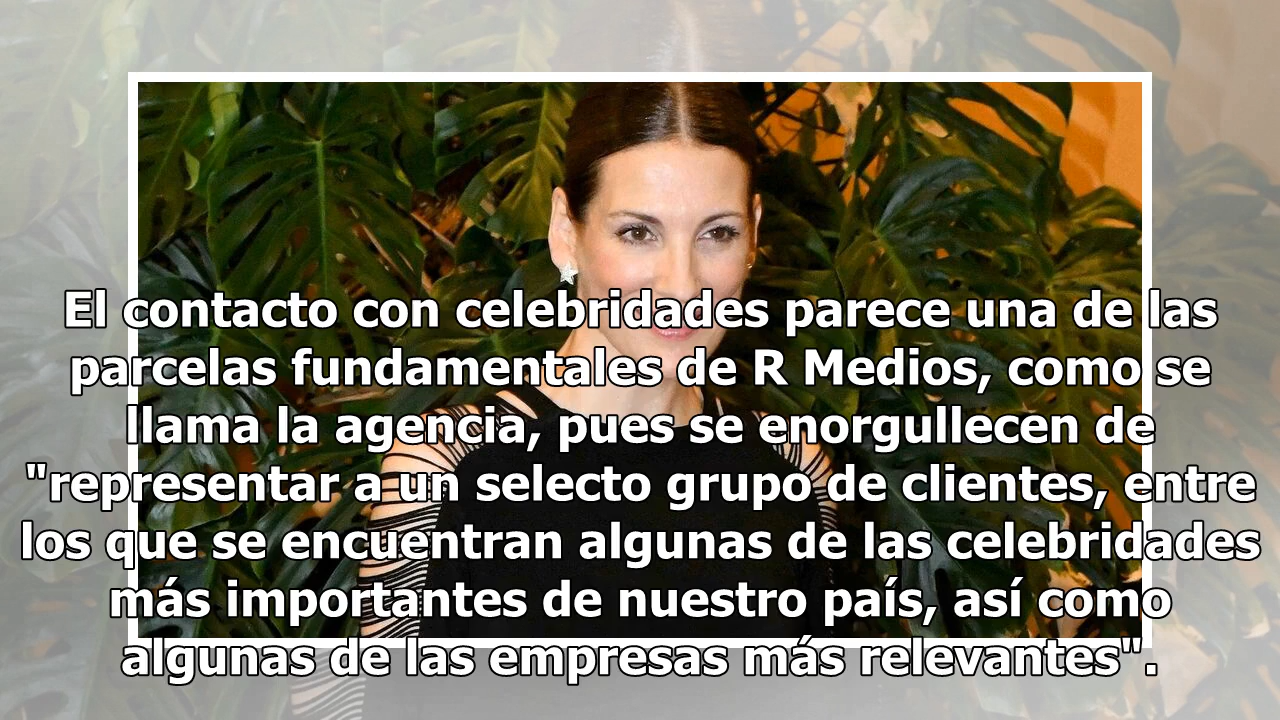 El contacto con celebridades parece una de las
parcelas fundamentales de R Medios, como se
llama la agencia, pues se enorgullecen de
"representar a un selecto grupo de clientes, entre
los que se encuentran algunas de las celebridades
más importantes de nuestro país, así como
algunas de las empresas más relevantes".